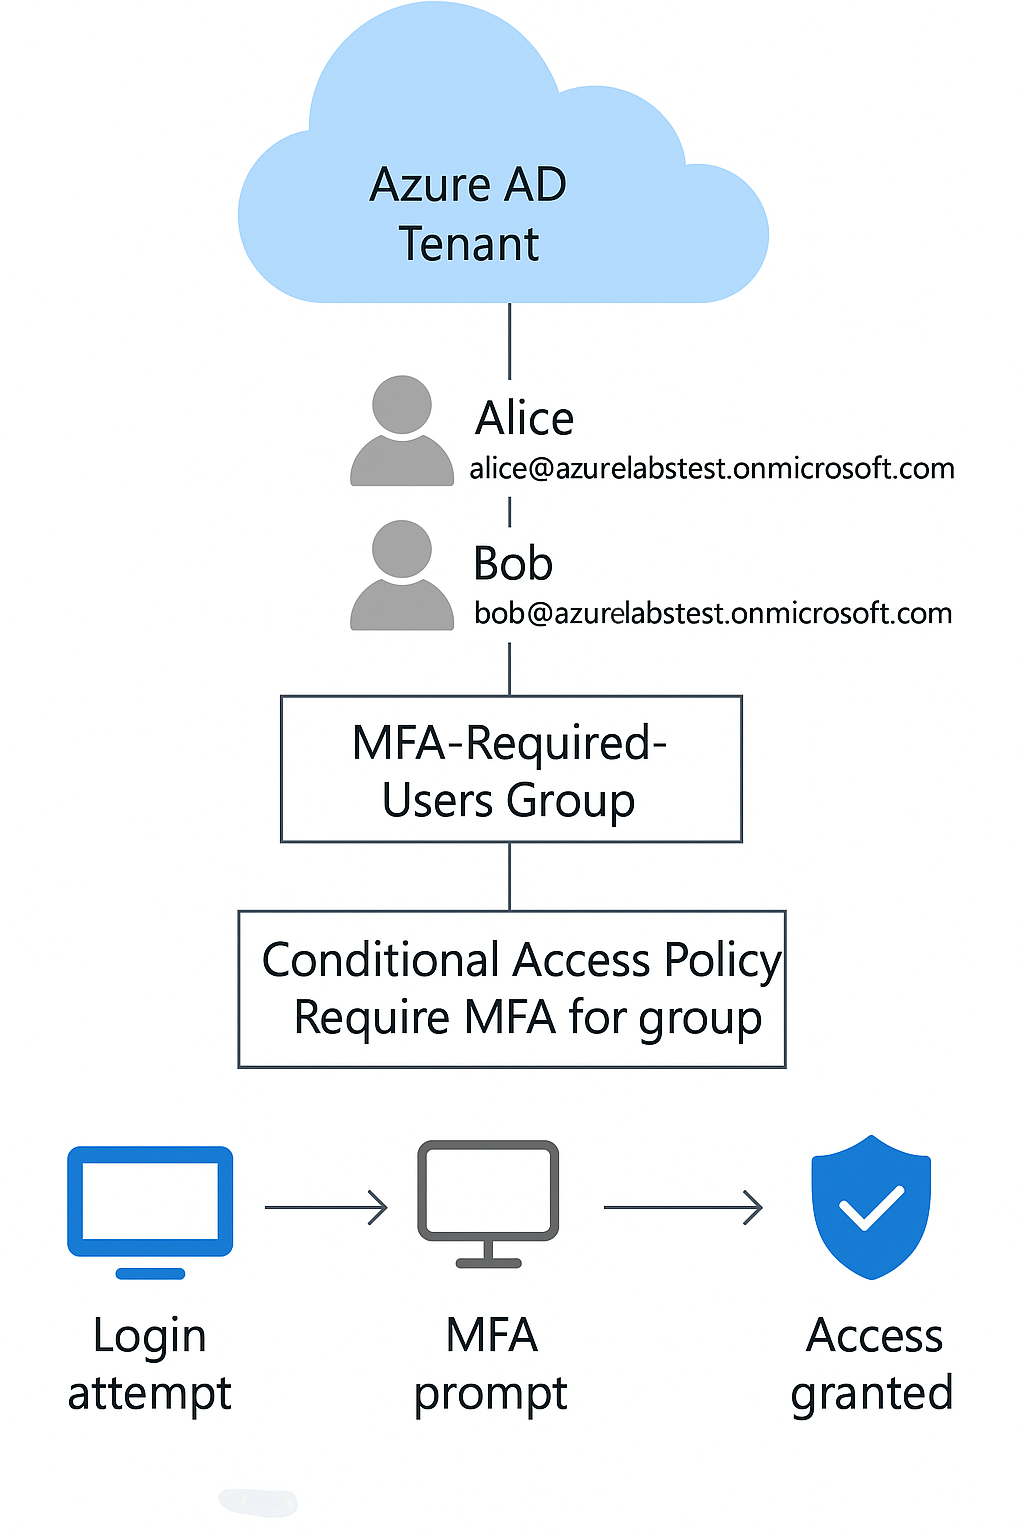 Azure AD
Tenant
Alice
alice@azurelabstest.onmicrosoft.com
Bob
bob@azurelabstest.onmicrosoft.com
MFA-Required-
Users Group
Conditional Access Policy
Require MFA for group
Login
attempt
MFA
prompt
Access
granted